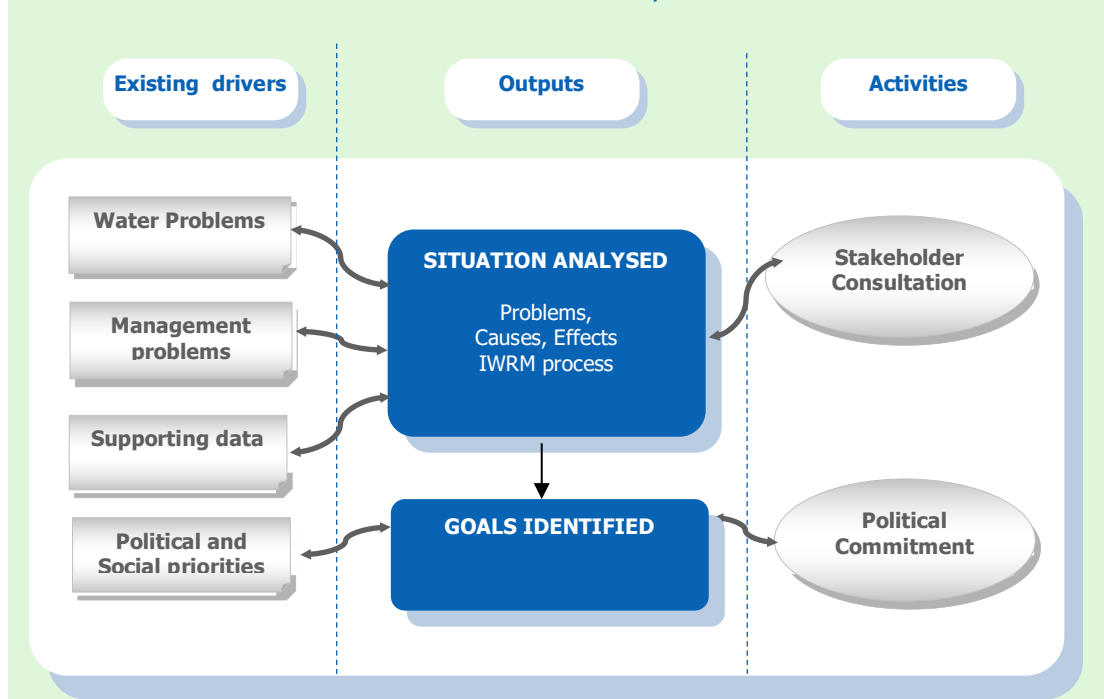 Existing drivers
Outputs
Activities
Water Problems
Management
problems
Supporting data
Political and
Social priorities
SITUATION ANALYSED
Problems,
Causes, Effects
IWRM process
GOALS IDENTIFIED
Stakeholder
Consultation
Political
Commitment